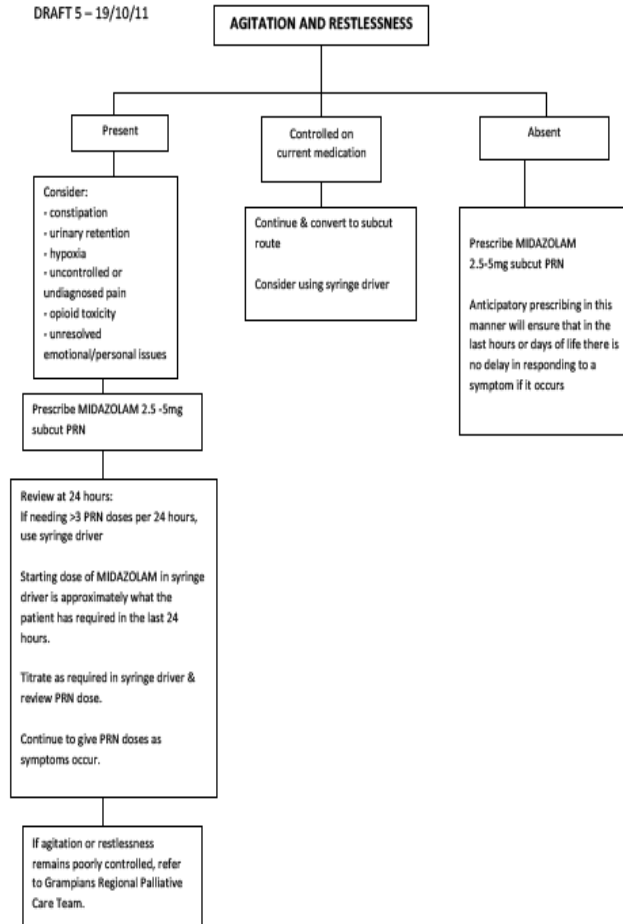 DRAFT 5 – 19/10/11
AGITATION AND RESTLESSNESS
Present
Consider:
- constipation
- urinary retention
- hypoxia
- uncontrolled or
undiagnosed pain
- opioid toxicity
- unresolved
emotional/personal issues
Prescribe MIDAZOLAM 2.5 -5mg
subcut PRN
Review at 24 hours:
If needing >3 PRN doses per 24 hours,
use syringe driver
Starting dose of MIDAZOLAM in syringe
driver is approximately what the
patient has required in the last 24
hours.
Titrate as required in syringe driver &
review PRN dose.
Continue to give PRN doses as
symptoms occur.
If agitation or restlessness
remains poorly controlled, refer
to Grampians Regional Palliative
Care Team.
Controlled on
current medication
Continue & convert to subcut
route
Consider using syringe driver
Absent
Prescribe MIDAZOLAM
2.5-5mg subcut PRN
Anticipatory prescribing in this
manner will ensure that in the
last hours or days of life there is
no delay in responding to a
symptom if it occurs